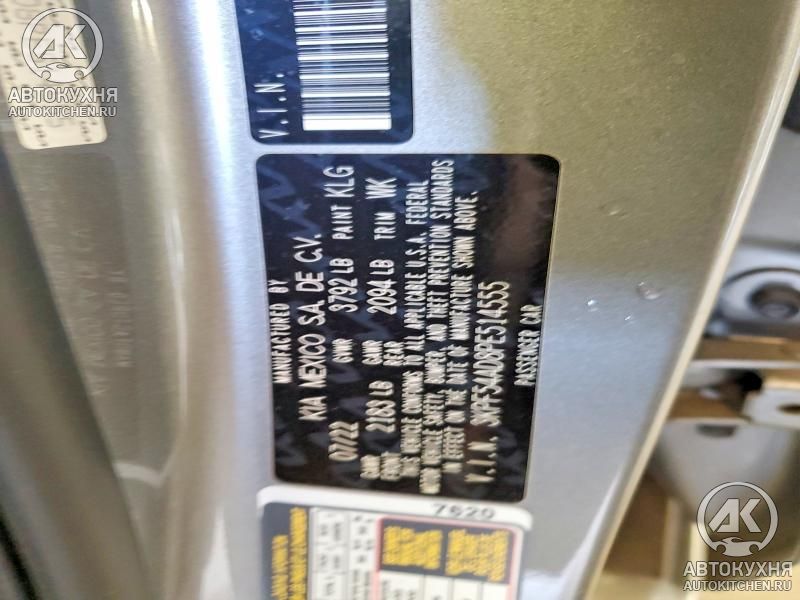 V.I.N.
MANUFACTURED BY
KIA MEXICO S.A. DE C.V.
07/22 GVWR 3792 LB PAINT KLG
GAWR FRONT 2183 LB GAWR REAR 2094 LB TRIM WK
THIS VEHICLE CONFORMS TO ALL APPLICABLE U.S.A. FEDERAL
MOTOR VEHICLE SAFETY, BUMPER, AND THEFT PREVENTION STANDARDS
IN EFFECT ON THE DATE OF MANUFACTURE SHOWN ABOVE.
V.I.N. 3KPF54AD8PE514555
PASSENGER CAR
7620
АК
АВТОКУХНЯ
AUTOKITCHEN.RU
АК
АВТОКУХНЯ
AUTOKITCHEN.RU